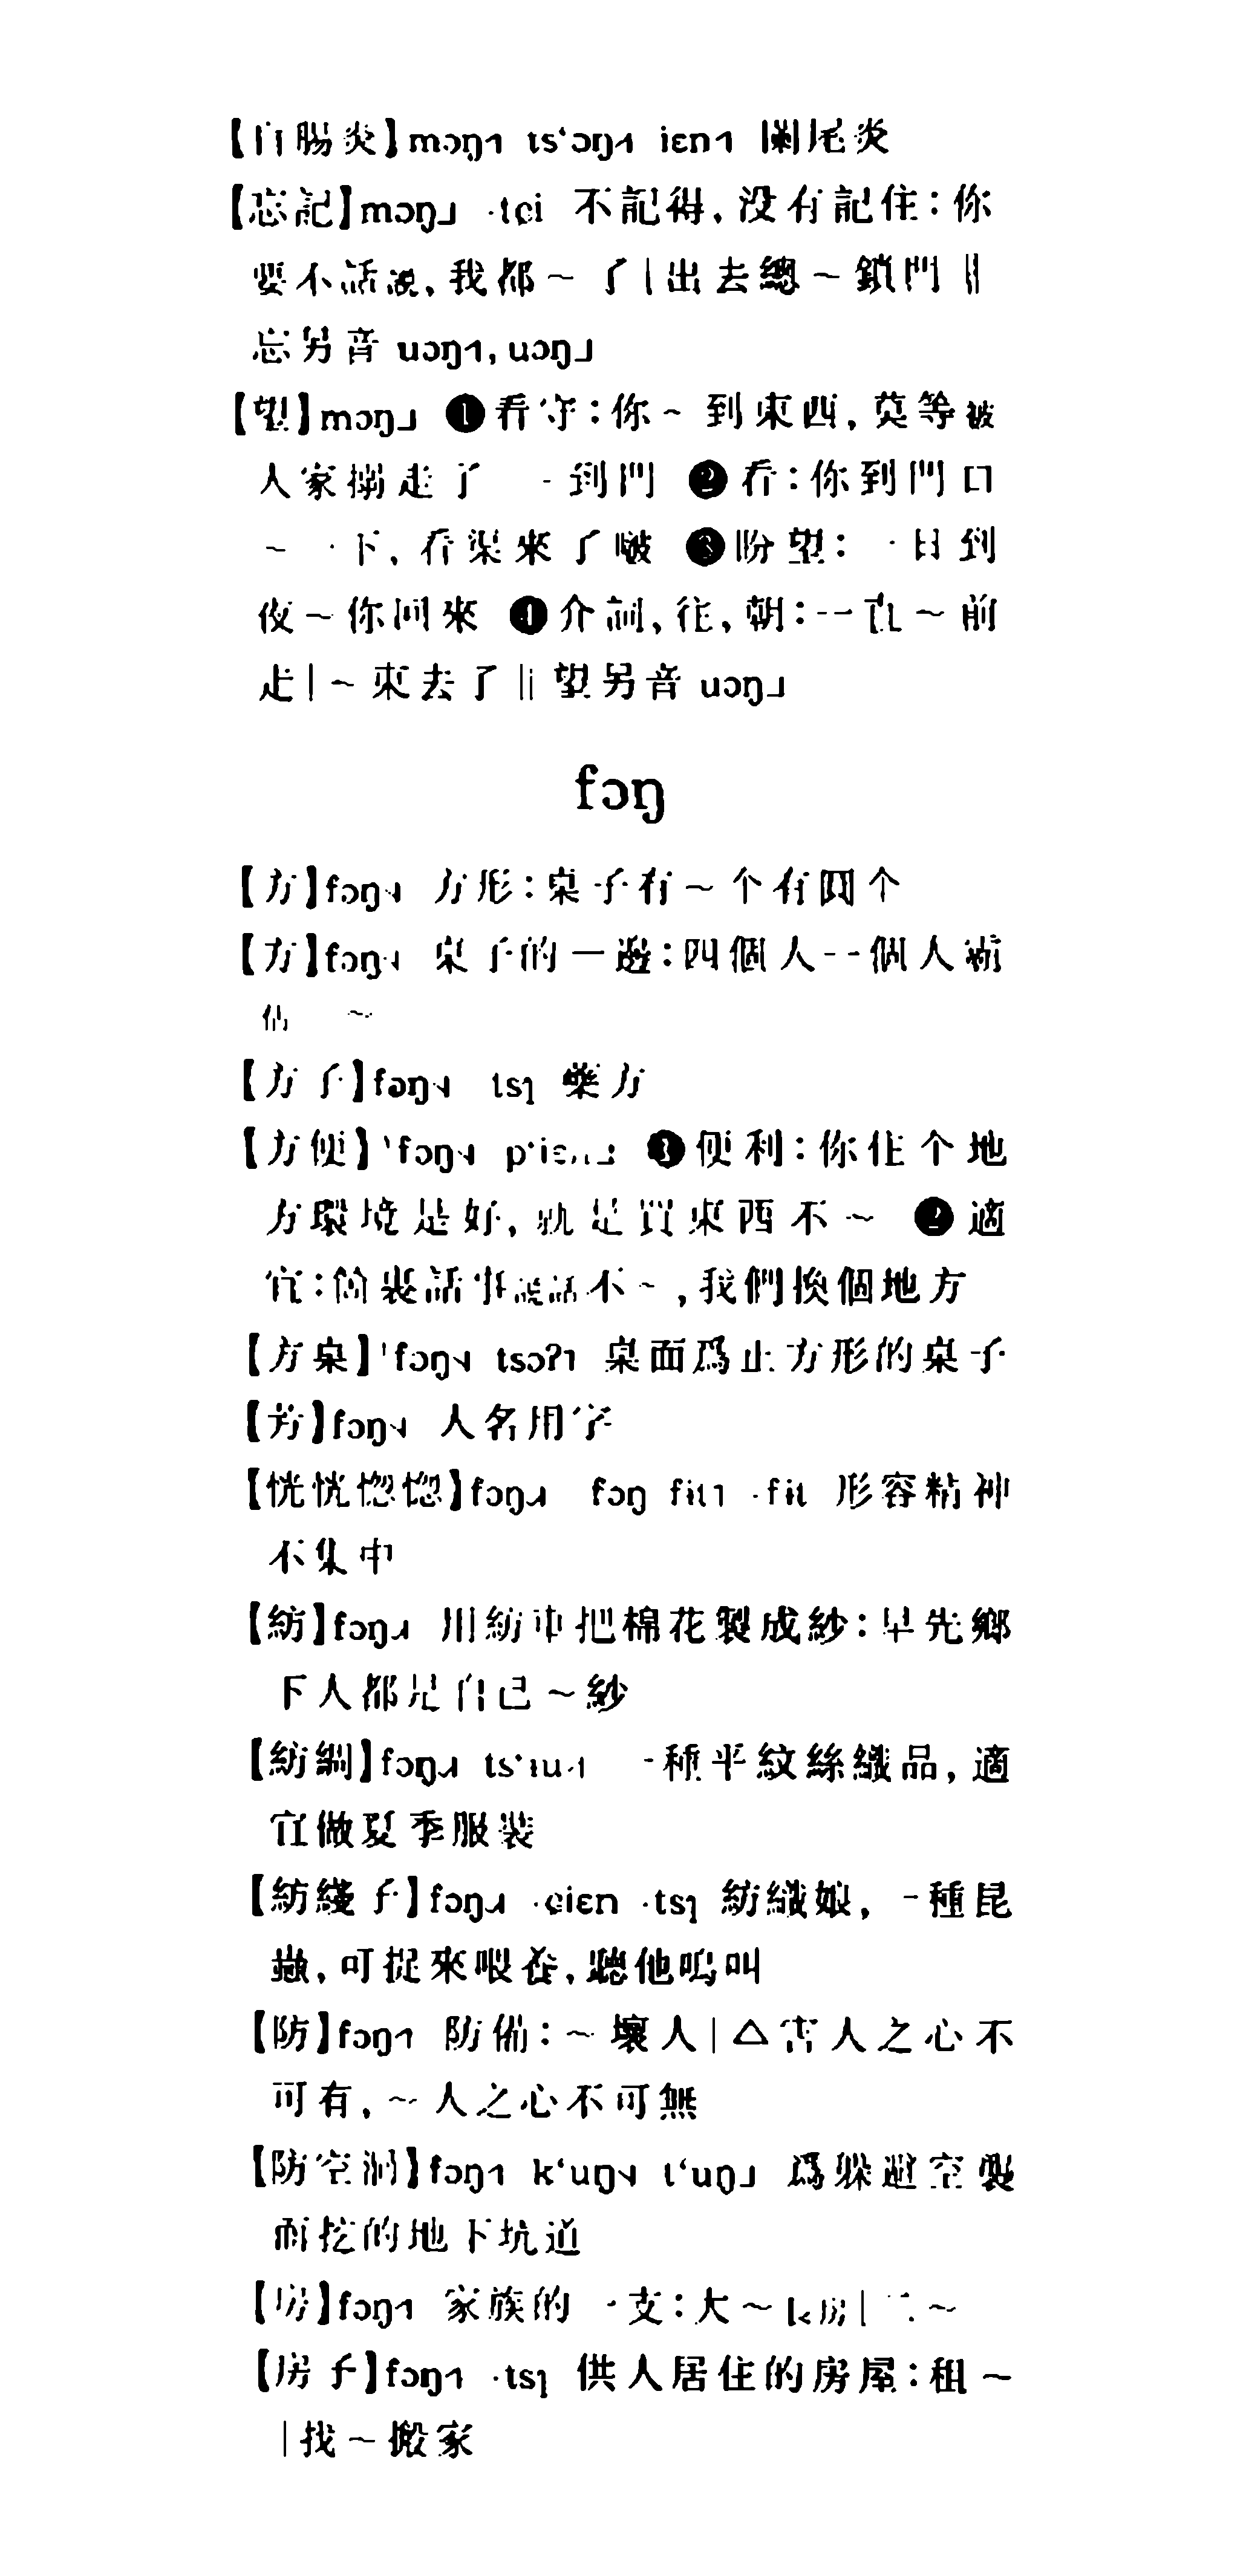 【盲腸炎】mɔŋ˧˥ tsʻɔŋ˧˥ iɛn˧˥ 闌尾炎
【忘記】mɔŋ˩ ·tɕi 不記得,没有記住:你
要不話説,我都～了|出去總～鎖門‖
忘另音 uɔŋ˧˥, uɔŋ˩
【望】mɔŋ˩ ❶看守:你～到東西,莫等被
人家搠走了 到門 ❷看:你到門口
～一下,看渠來了啵 ❸盼望:一日到
夜～你回來 ❹介詞,往,朝:一直～前
走|～東去了‖望另音 uɔŋ˩
fɔŋ
【方】fɔŋ 方形:桌子有～个有圓个
【方】fɔŋ 桌子的一邊:四個人一個人霸
佔 ～
【方子】fɔŋ tsɿ 藥方
【方便】fɔŋ pʻiɛn˩ ❶便利:你住个地
方環境是好,就是買東西不～ ❷適
宜:箇裏話事説話不～,我們換個地方
【方桌】fɔŋ tsɔʔ˥ 桌面爲正方形的桌子
【芳】fɔŋ 人名用字
【恍恍惚惚】fɔŋ fɔŋ fɨt˥ ·fɨt 形容精神
不集中
【紡】fɔŋ 用紡車把棉花製成紗:早先鄉
下人都是自己～紗
【紡綢】fɔŋ tsʻɨu 一種平紋絲織品,適
宜做夏季服裝
【紡綫子】fɔŋ ·ɕiɛn ·tsɿ 紡織娘,一種昆
蟲,可捉來喂養,聽他鳴叫
【防】fɔŋ˧˥ 防備:～壞人|△害人之心不
可有,～人之心不可無
【防空洞】fɔŋ˧˥ kʻuŋ tʻuŋ˩ 爲躲避空襲
而挖的地下坑道
【房】fɔŋ˧˥ 家族的一支:大～長房|二～
【房子】fɔŋ˧˥ ·tsɿ 供人居住的房屋:租～
|找～搬家